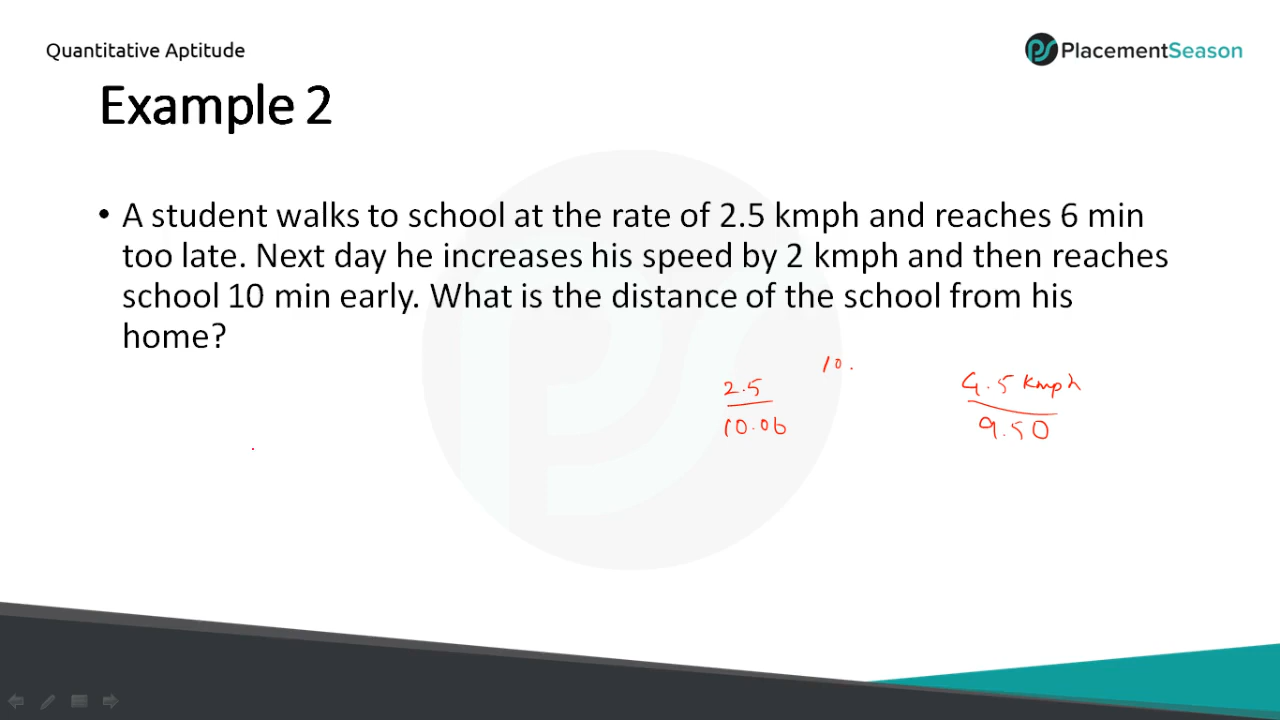 Quantitative Aptitude
PlacementSeason
Example 2
• A student walks to school at the rate of 2.5 kmph and reaches 6 min
too late. Next day he increases his speed by 2 kmph and then reaches
school 10 min early. What is the distance of the school from his
home?
10.
2.5
4.5 kmph
10.06
9.50